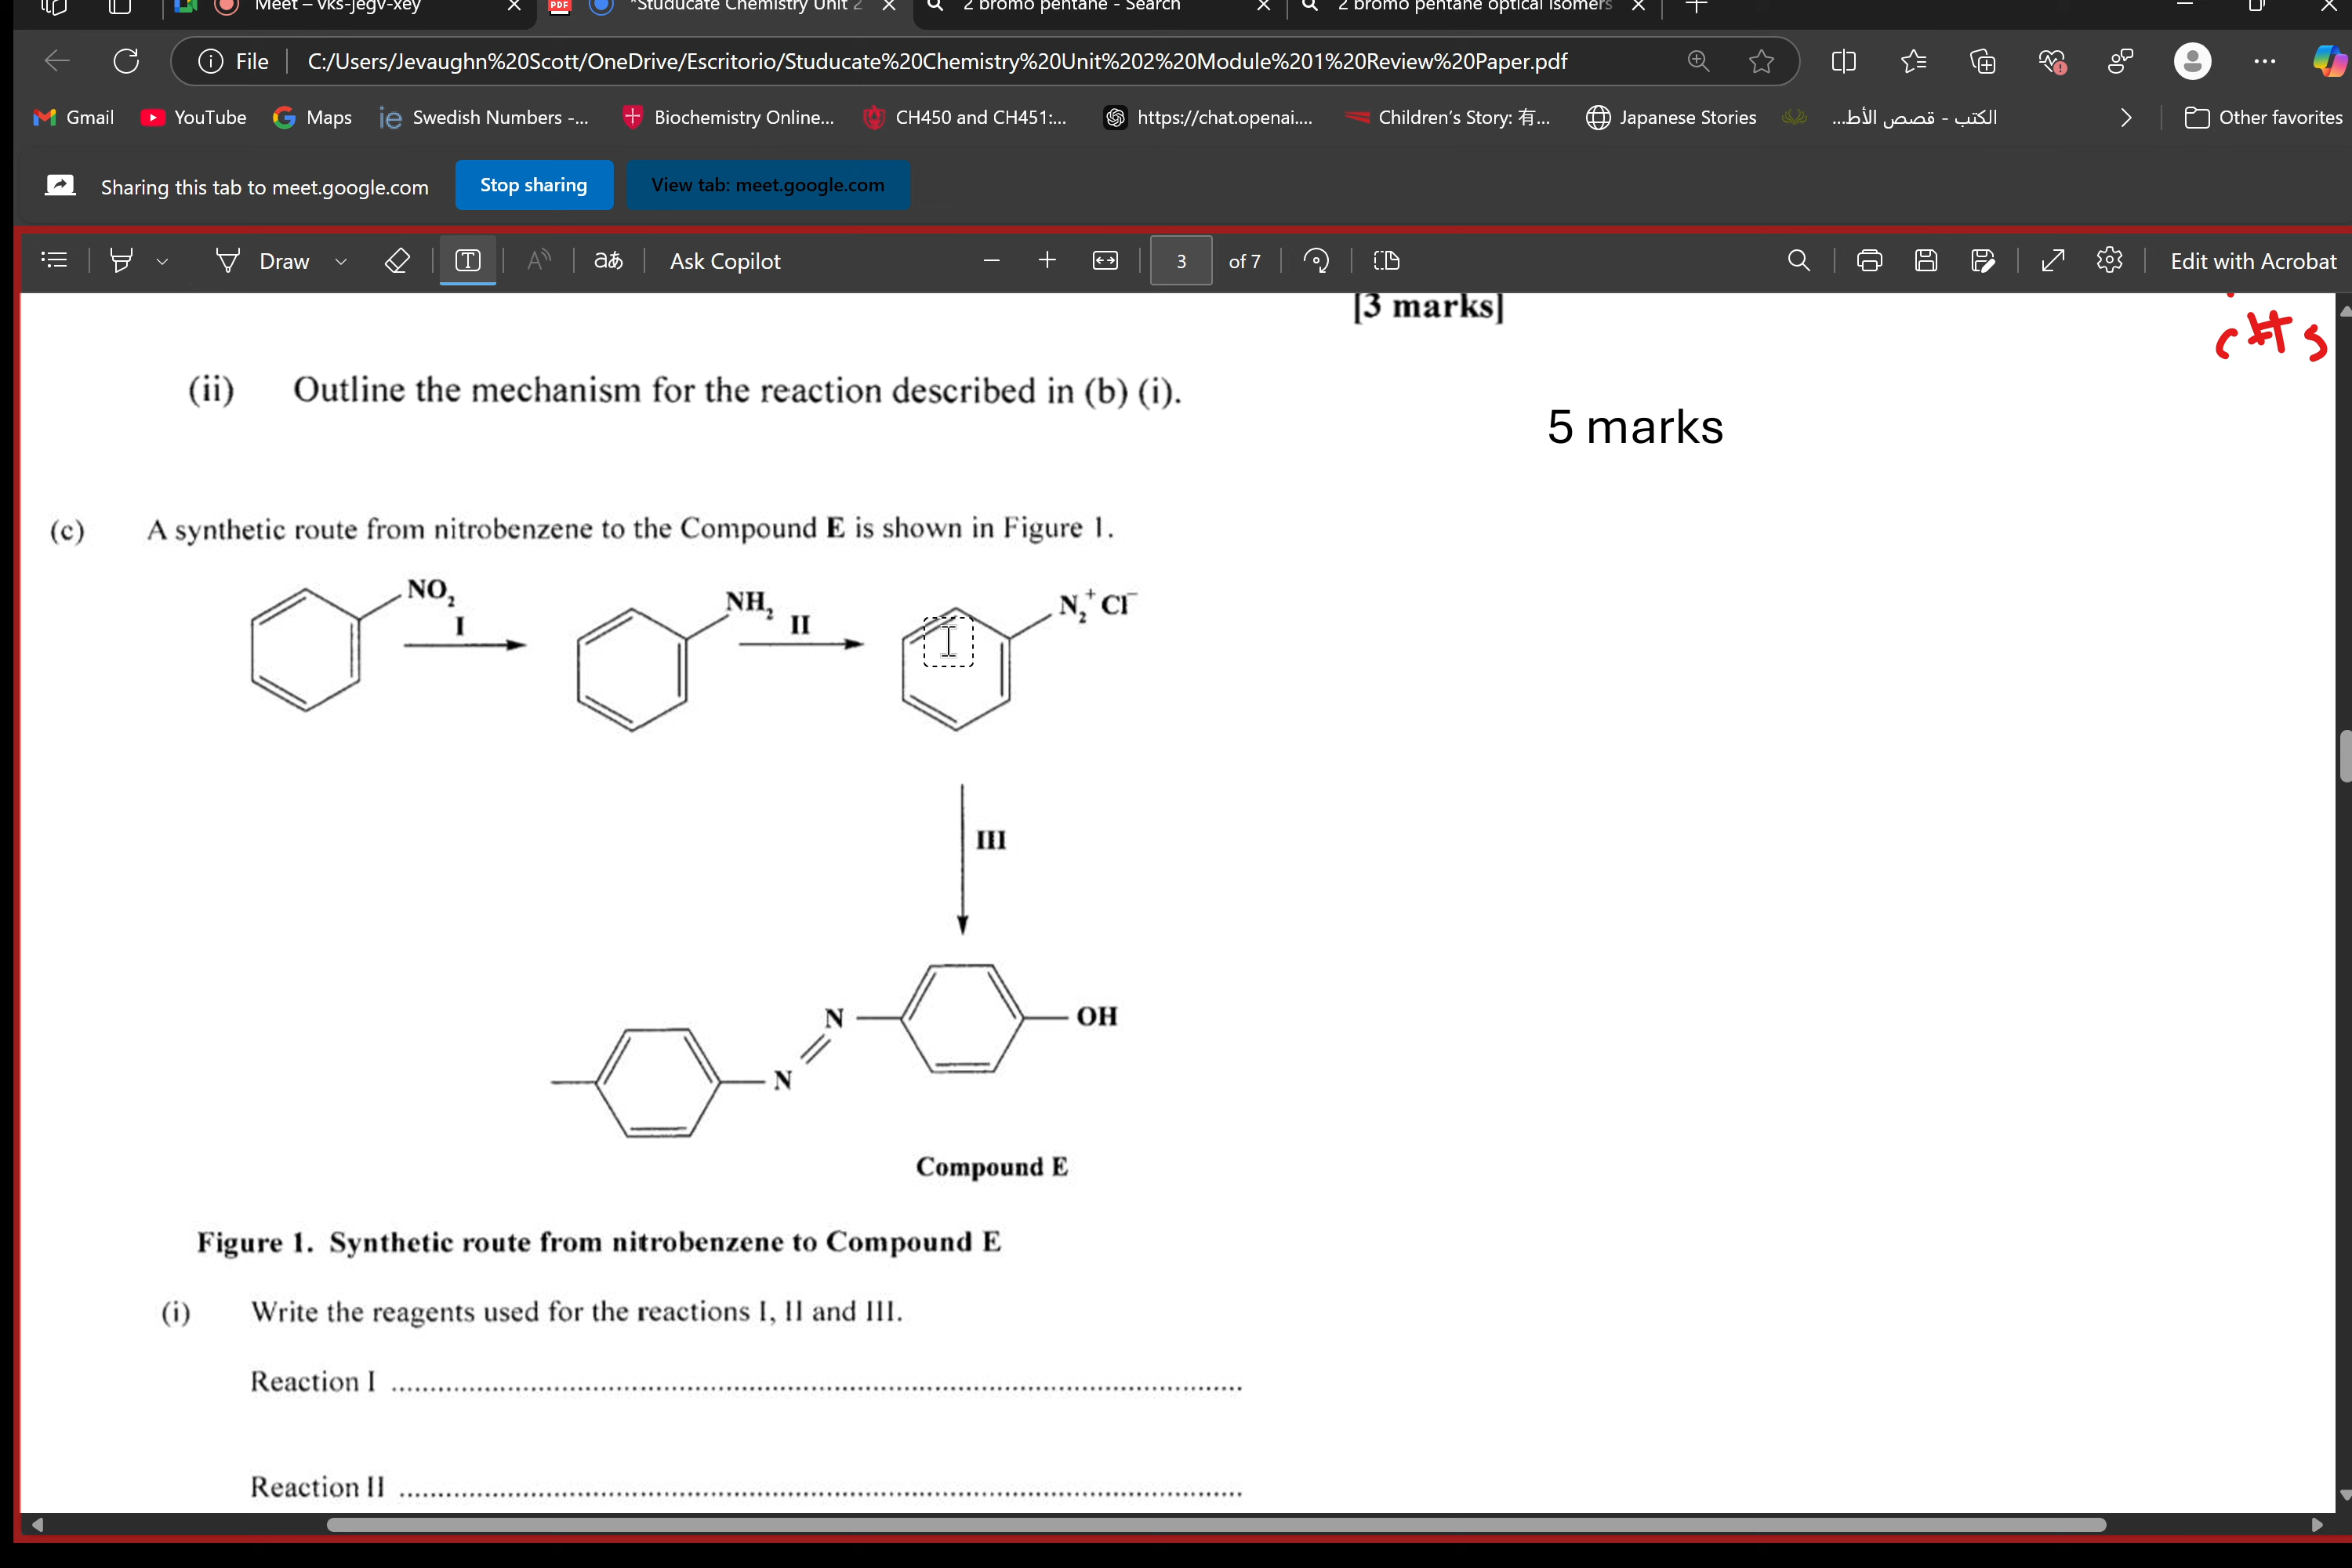 Meet – vks-jegv-xey
*Studucate Chemistry Unit 2
2 bromo pentane - Search
2 bromo pentane optical isomers
File
C:/Users/Jevaughn%20Scott/OneDrive/Escritorio/Studucate%20Chemistry%20Unit%202%20Module%201%20Review%20Paper.pdf
Gmail
YouTube
Maps
Swedish Numbers -...
Biochemistry Online...
CH450 and CH451:...
https://chat.openai....
Children's Story: 有...
Japanese Stories
الكتب - قصص الأط...
Other favorites
Sharing this tab to meet.google.com
Stop sharing
View tab: meet.google.com
Draw
Ask Copilot
3
of 7
Edit with Acrobat
[3 marks]
CH3
(ii) Outline the mechanism for the reaction described in (b) (i).
5 marks
(c) A synthetic route from nitrobenzene to the Compound E is shown in Figure 1.
NO₂
I
NH₂
II
N₂⁺ Cl⁻
III
N
OH
N
Compound E
Figure 1. Synthetic route from nitrobenzene to Compound E
(i) Write the reagents used for the reactions I, II and III.
Reaction I ........................................................................
Reaction II ........................................................................